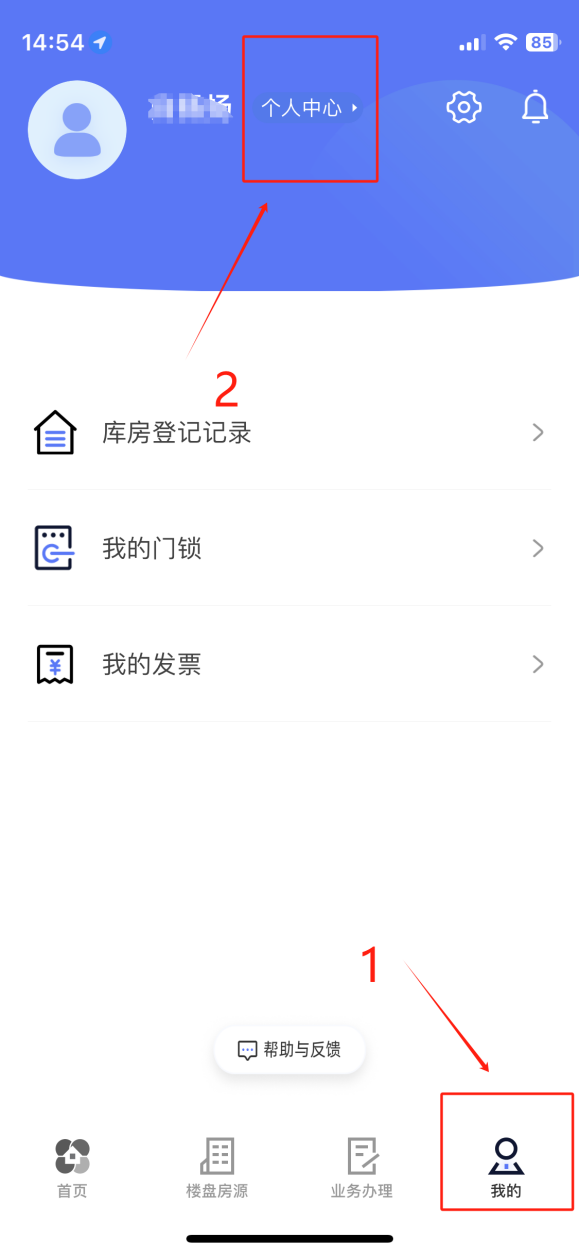 14:54
85
个人中心
2
库房登记记录
我的门锁
我的发票
1
帮助与反馈
首页
楼盘房源
业务办理
我的